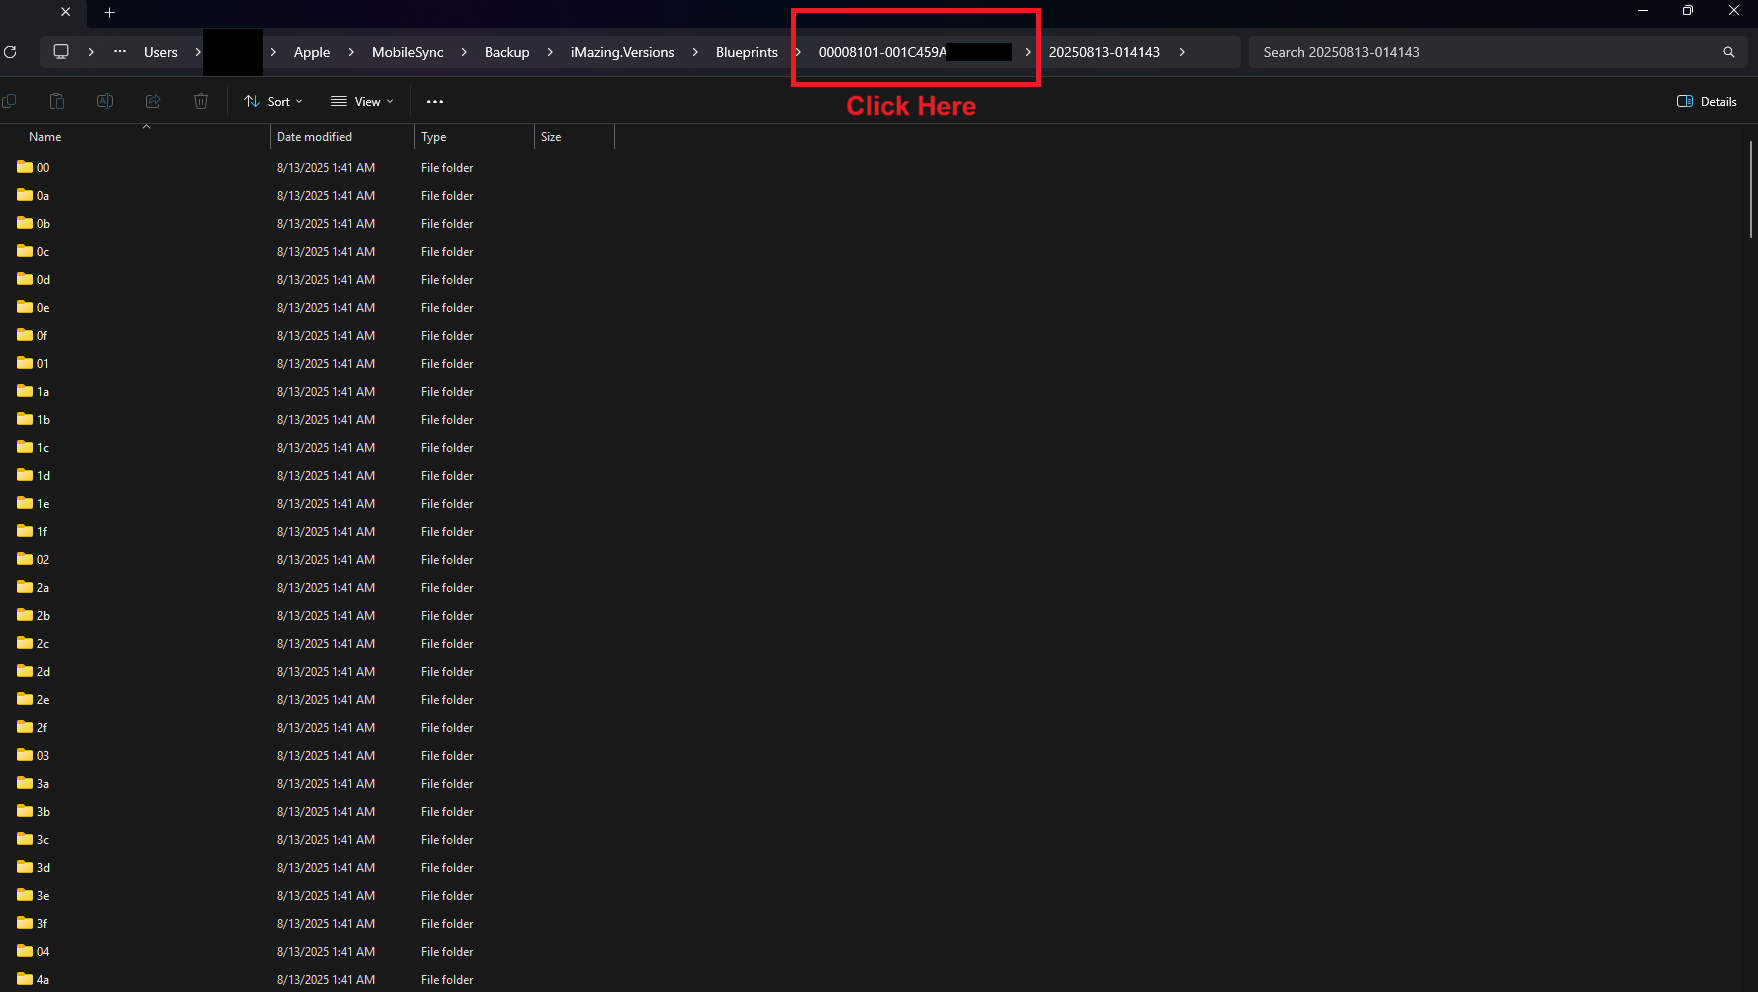 Users Apple MobileSync Backup iMazing.Versions Blueprints 00008101-001C459A 20250813-014143 Search 20250813-014143
Sort View Click Here Details
Name Date modified Type Size
00 8/13/2025 1:41 AM File folder
0a 8/13/2025 1:41 AM File folder
0b 8/13/2025 1:41 AM File folder
0c 8/13/2025 1:41 AM File folder
0d 8/13/2025 1:41 AM File folder
0e 8/13/2025 1:41 AM File folder
0f 8/13/2025 1:41 AM File folder
01 8/13/2025 1:41 AM File folder
1a 8/13/2025 1:41 AM File folder
1b 8/13/2025 1:41 AM File folder
1c 8/13/2025 1:41 AM File folder
1d 8/13/2025 1:41 AM File folder
1e 8/13/2025 1:41 AM File folder
1f 8/13/2025 1:41 AM File folder
02 8/13/2025 1:41 AM File folder
2a 8/13/2025 1:41 AM File folder
2b 8/13/2025 1:41 AM File folder
2c 8/13/2025 1:41 AM File folder
2d 8/13/2025 1:41 AM File folder
2e 8/13/2025 1:41 AM File folder
2f 8/13/2025 1:41 AM File folder
03 8/13/2025 1:41 AM File folder
3a 8/13/2025 1:41 AM File folder
3b 8/13/2025 1:41 AM File folder
3c 8/13/2025 1:41 AM File folder
3d 8/13/2025 1:41 AM File folder
3e 8/13/2025 1:41 AM File folder
3f 8/13/2025 1:41 AM File folder
04 8/13/2025 1:41 AM File folder
4a 8/13/2025 1:41 AM File folder